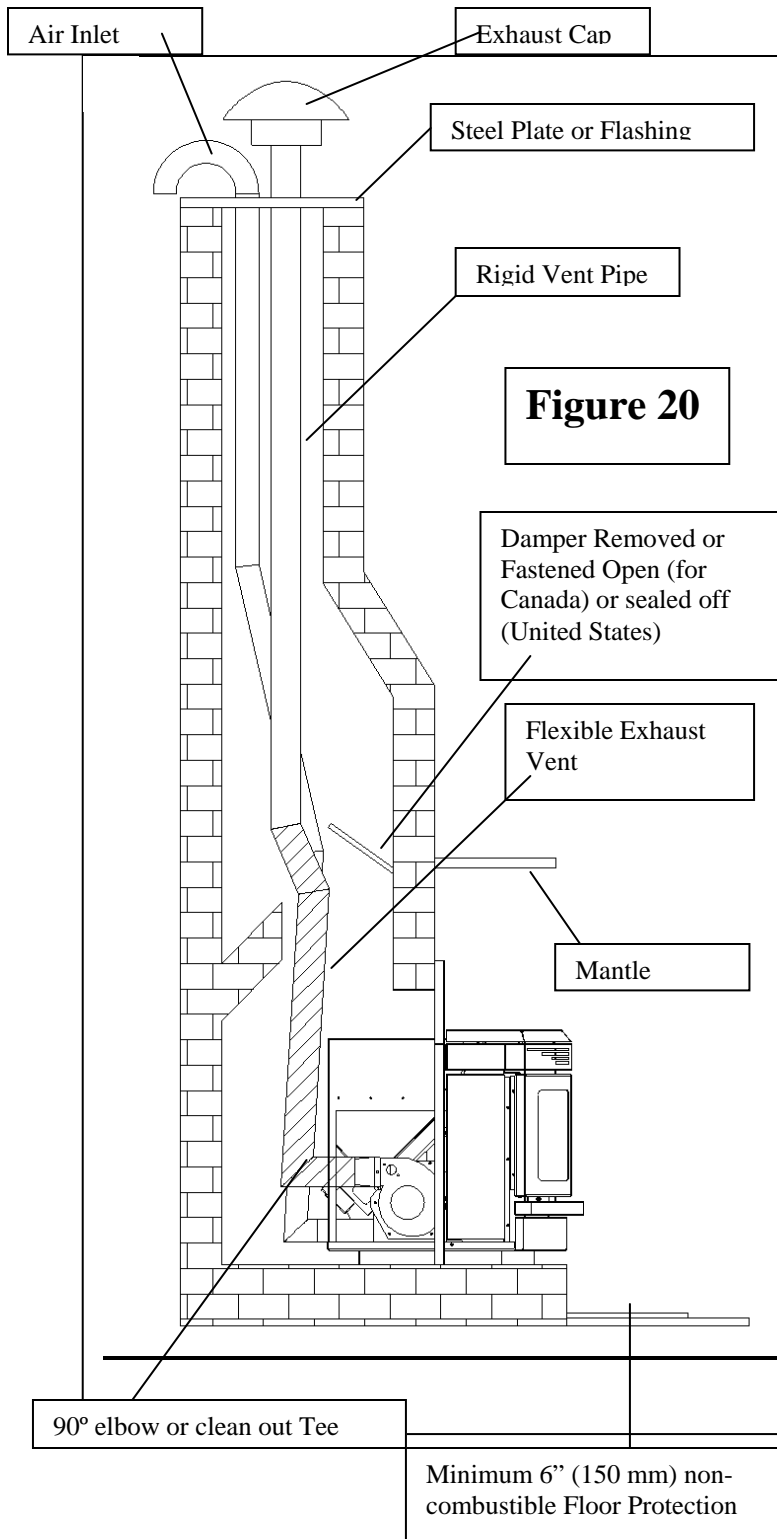 Air Inlet
Exhaust Cap
Steel Plate or Flashing
Rigid Vent Pipe
Figure 20
Damper Removed or
Fastened Open (for
Canada) or sealed off
(United States)
Flexible Exhaust
Vent
Mantle
90º elbow or clean out Tee
Minimum 6” (150 mm) non-
combustible Floor Protection